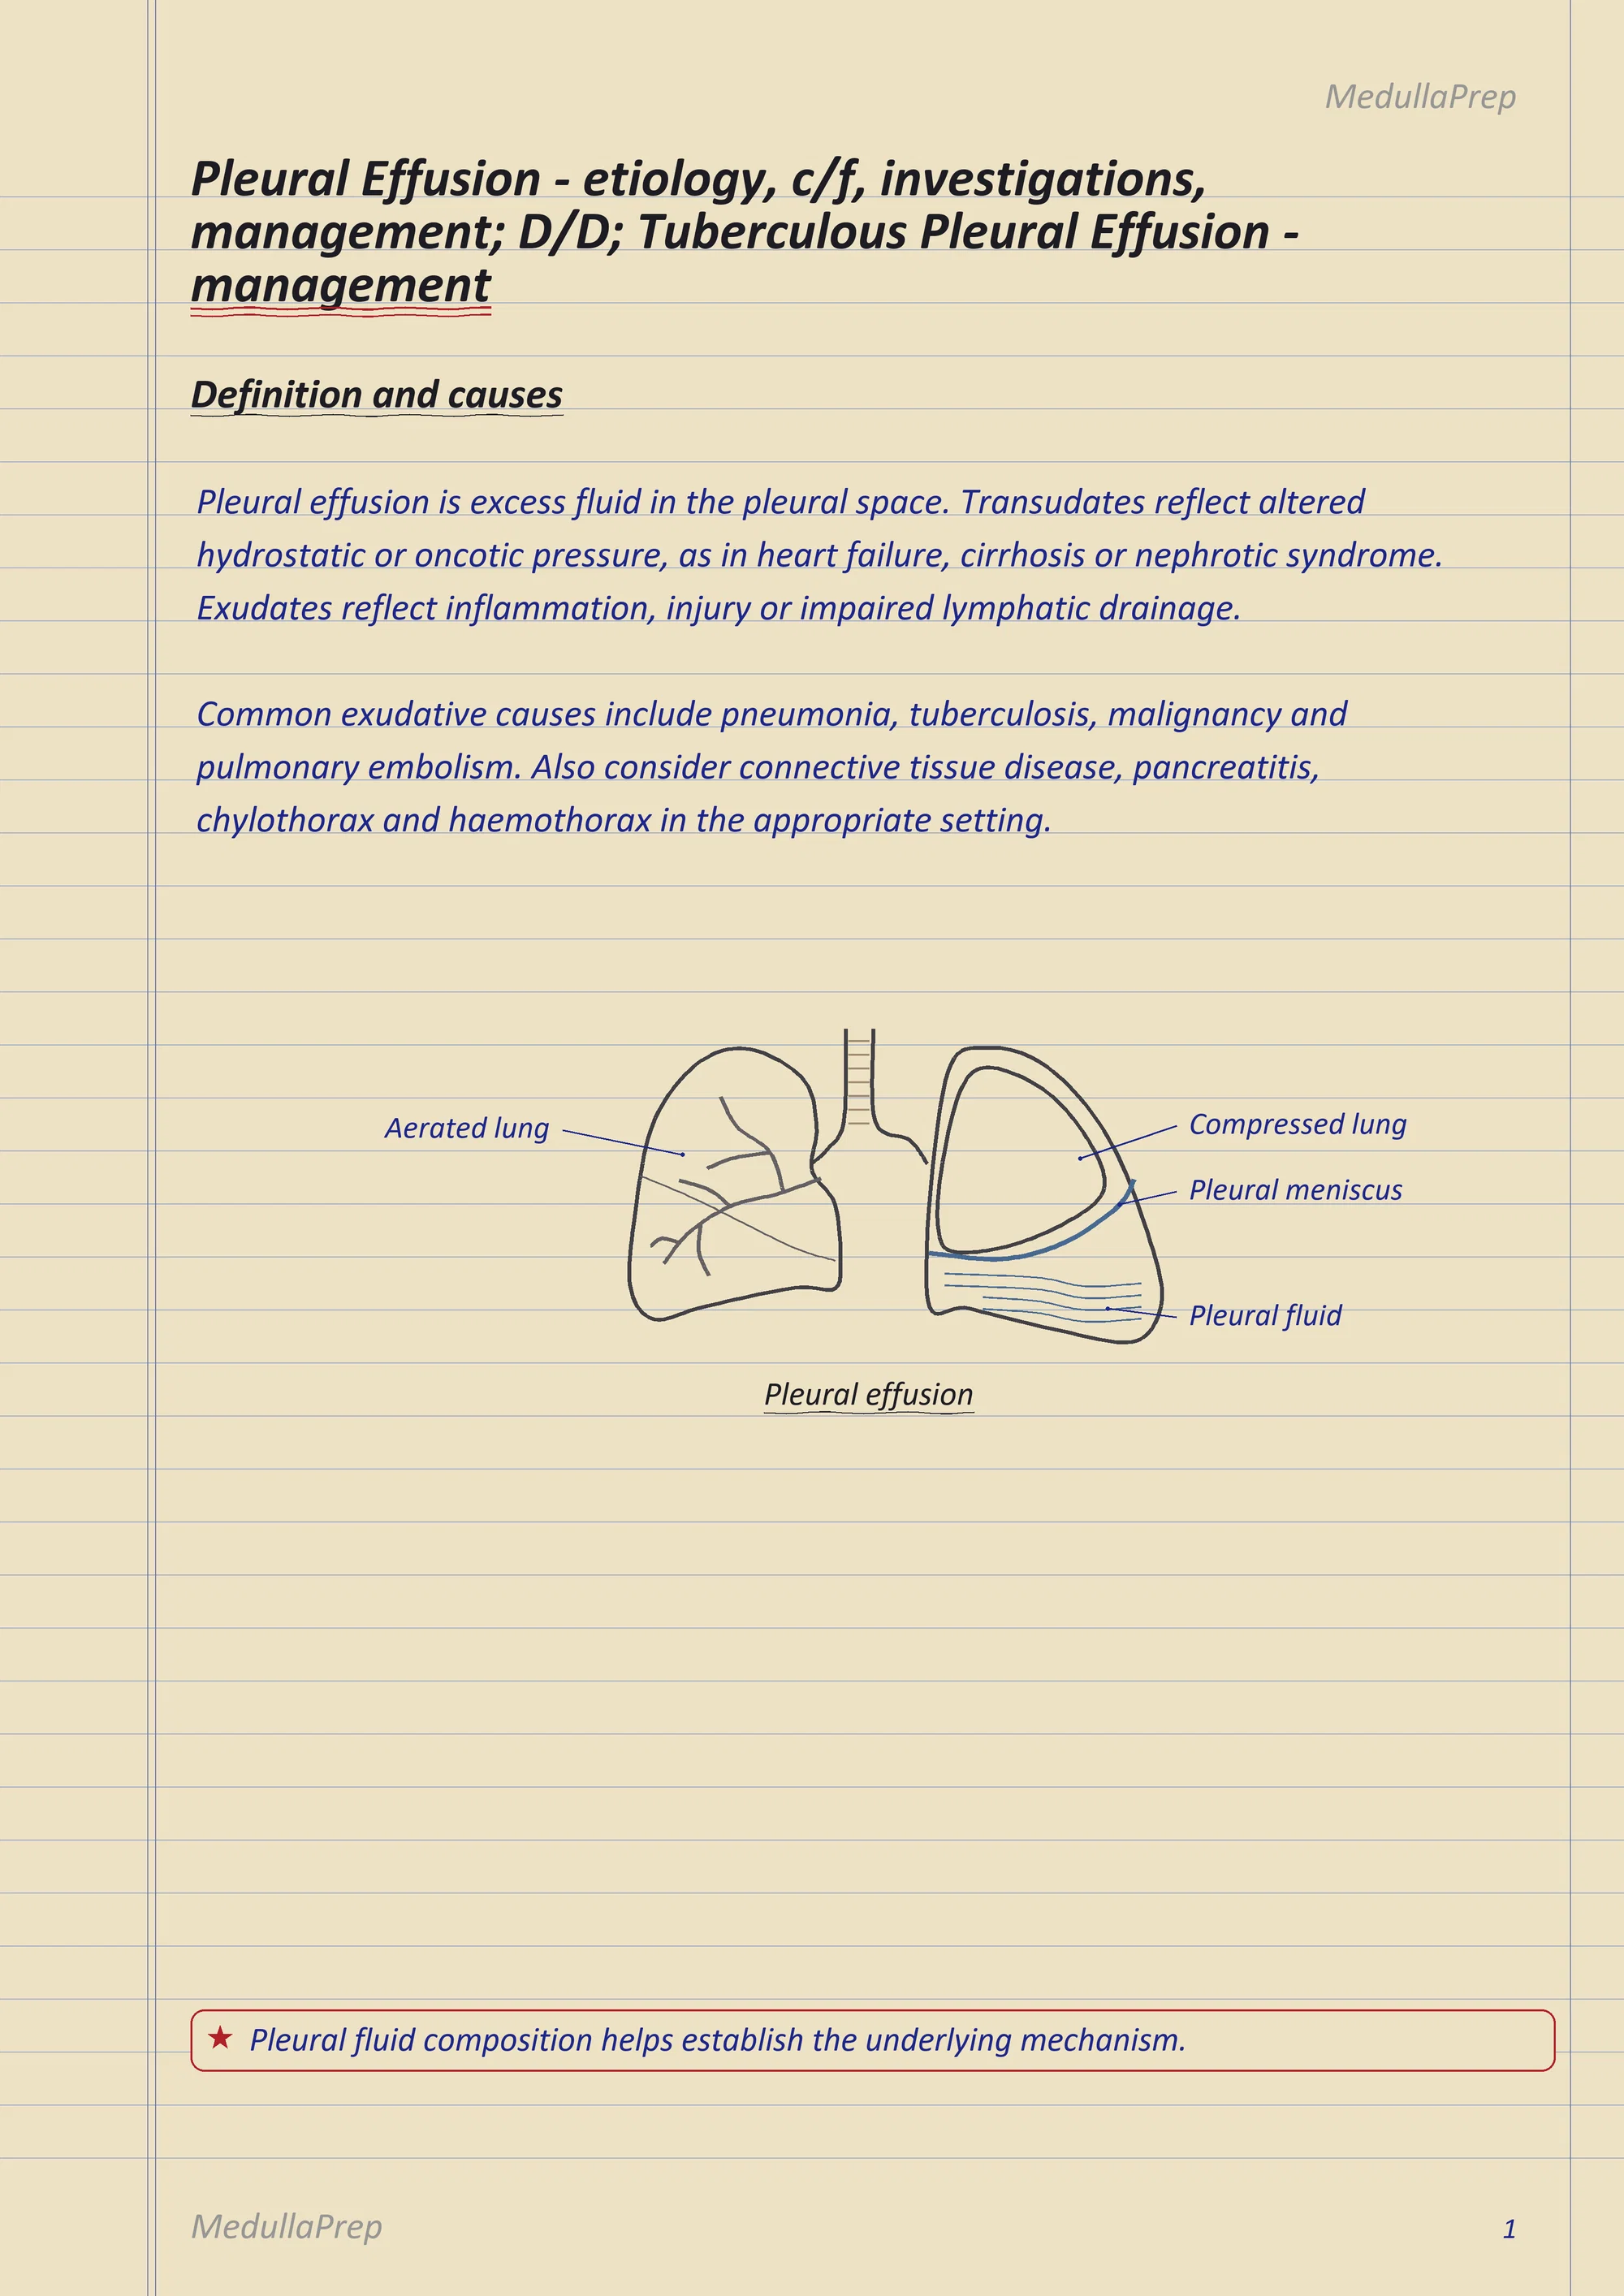 MedullaPrep
Pleural Effusion - etiology, c/f, investigations,
management; D/D; Tuberculous Pleural Effusion -
management
Definition and causes
Pleural effusion is excess fluid in the pleural space. Transudates reflect altered
hydrostatic or oncotic pressure, as in heart failure, cirrhosis or nephrotic syndrome.
Exudates reflect inflammation, injury or impaired lymphatic drainage.
Common exudative causes include pneumonia, tuberculosis, malignancy and
pulmonary embolism. Also consider connective tissue disease, pancreatitis,
chylothorax and haemothorax in the appropriate setting.
Aerated lung
Compressed lung
Pleural meniscus
Pleural fluid
Pleural effusion
★ Pleural fluid composition helps establish the underlying mechanism.
MedullaPrep
1